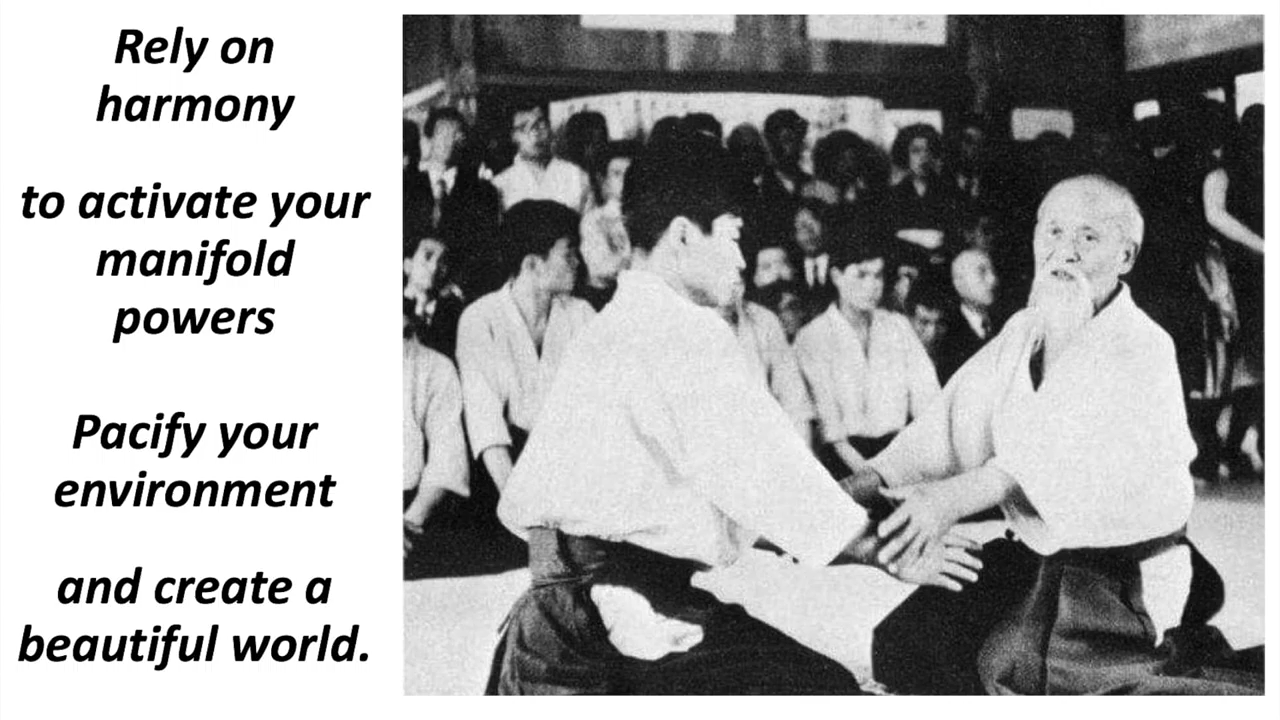 Rely on
harmony
to activate your
manifold
powers
Pacify your
environment
and create a
beautiful world.